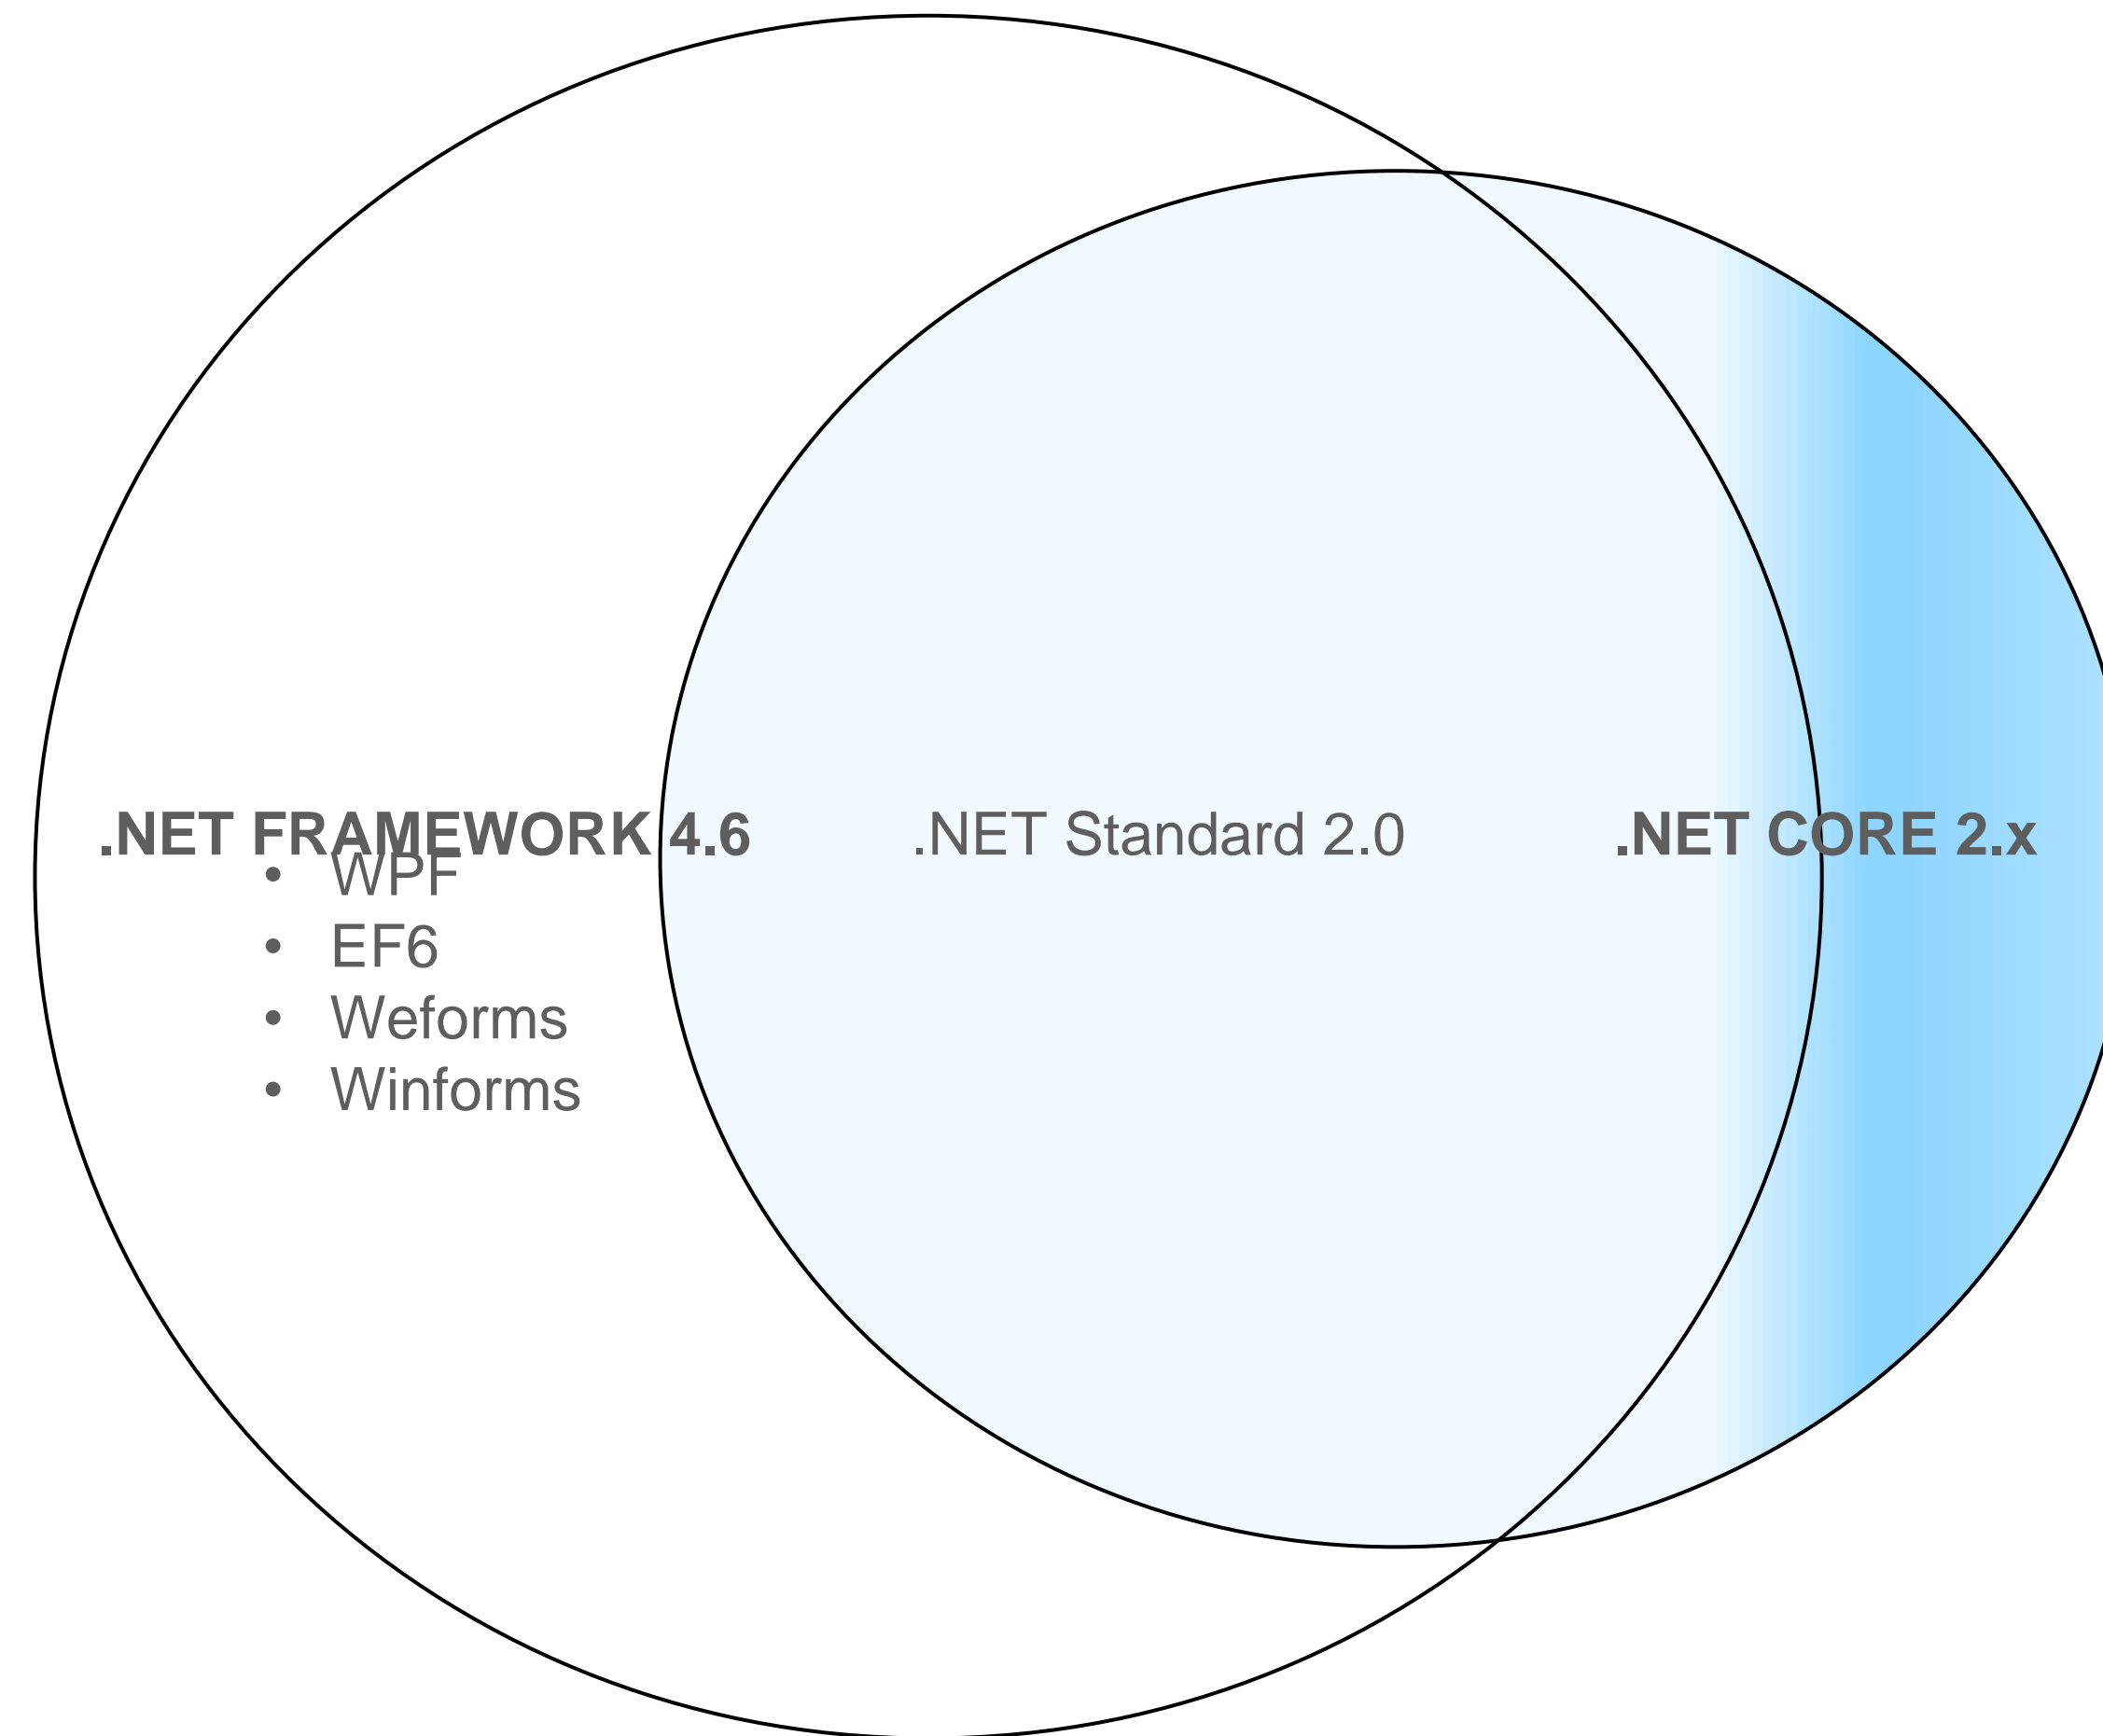 .NET FRAMEWORK 4.6
• WPF
• EF6
• Weforms
• Winforms
.NET Standard 2.0
.NET CORE 2.x